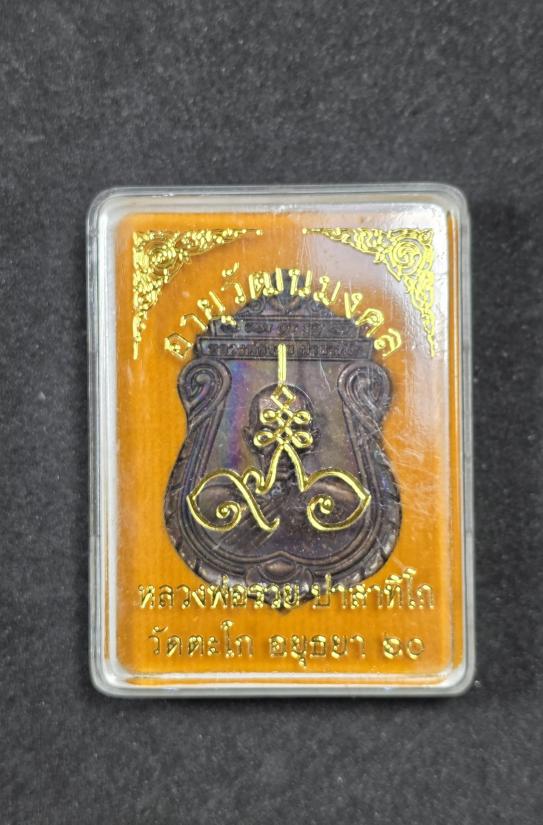 อายุวัฒนมงคล
หลวงพ่อรวย ปาสาทิโก
วัดตะโก อยุธยา ๖๐